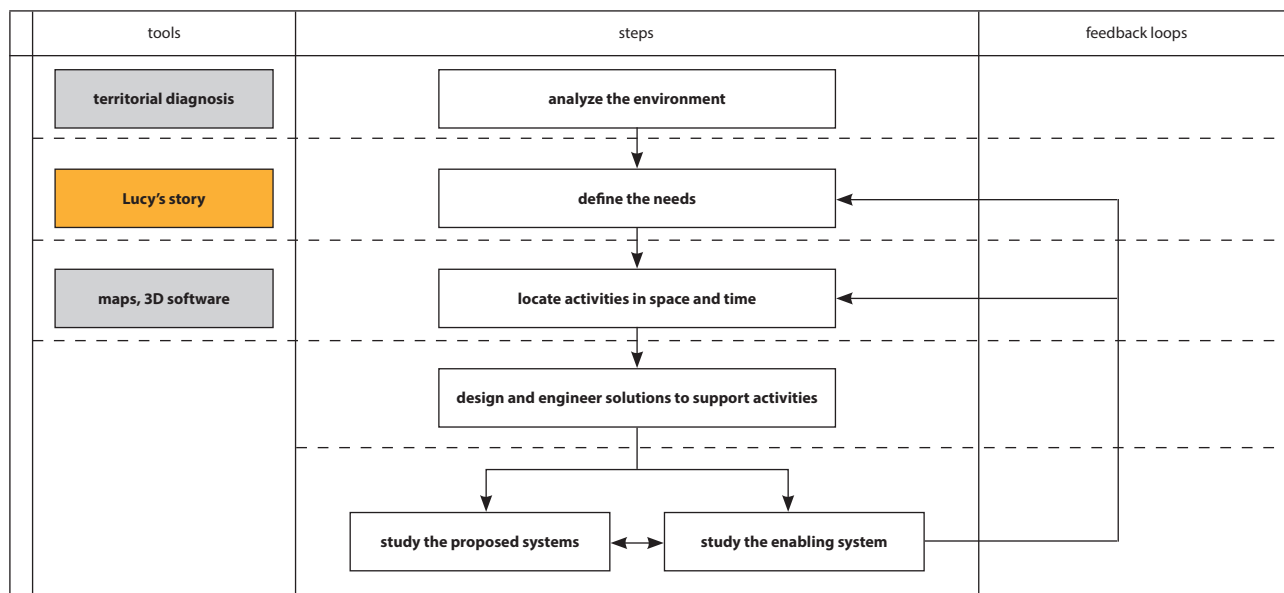 tools
steps
feedback loops
territorial diagnosis
analyze the environment
Lucy’s story
define the needs
maps, 3D software
locate activities in space and time
design and engineer solutions to support activities
study the proposed systems
study the enabling system